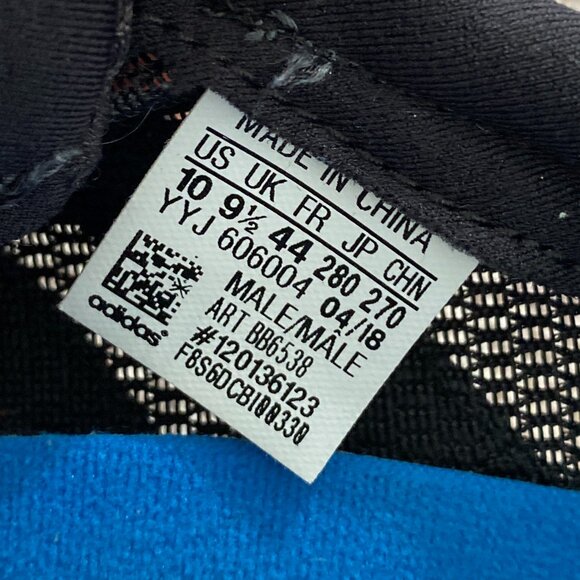 MADE IN CHINA
US UK FR JP CHN
10 9½ 44 280 270
YYJ 606004 04/18
MALE/MÂLE
ART BB6538
#120136123
F8S6DCBI00330
adidas